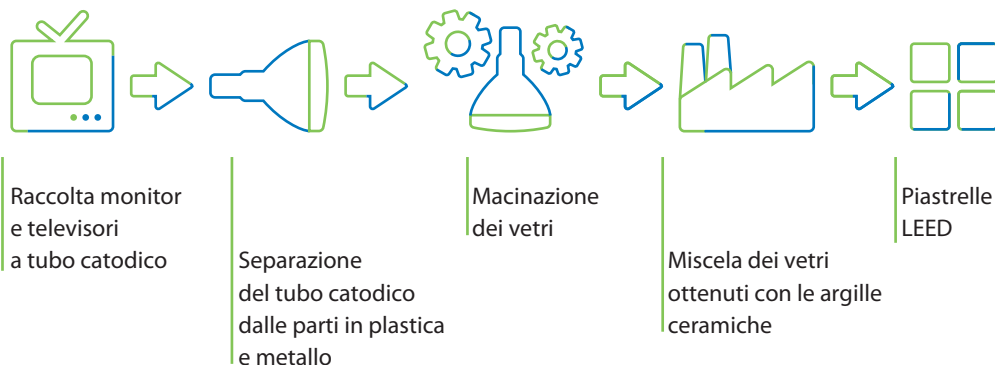 Raccolta monitor
e televisori
a tubo catodico
Separazione
del tubo catodico
dalle parti in plastica
e metallo
Macinazione
dei vetri
Miscela dei vetri
ottenuti con le argille
ceramiche
Piastrelle
LEED